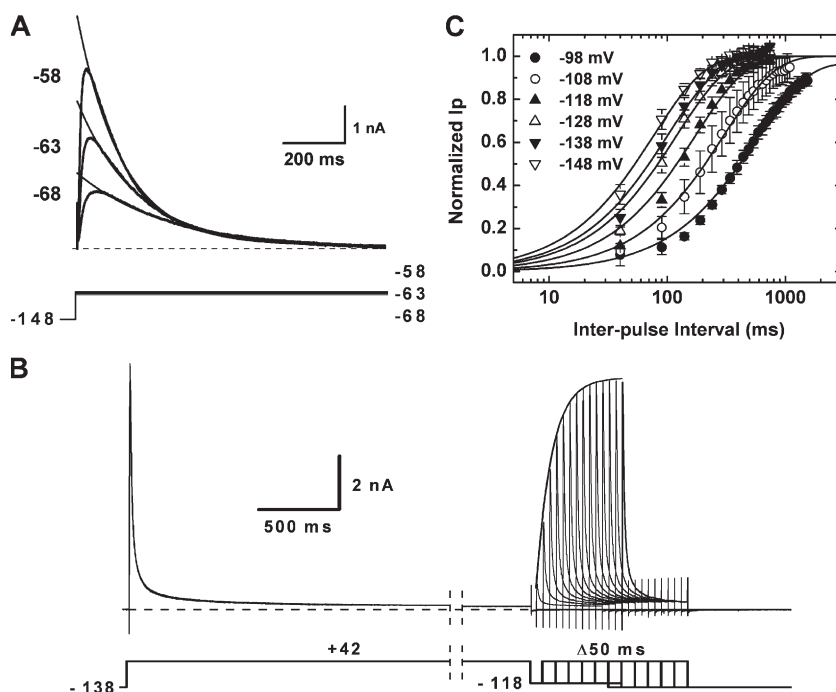 A
-58
-63
-68
1 nA
200 ms
-148
-58
-63
-68
C
Normalized Ip
1.0
0.8
0.6
0.4
0.2
0.0
-98 mV
-108 mV
-118 mV
-128 mV
-138 mV
-148 mV
10
100
1000
Inter-pulse Interval (ms)
B
2 nA
500 ms
+42
Δ50 ms
-138
-118